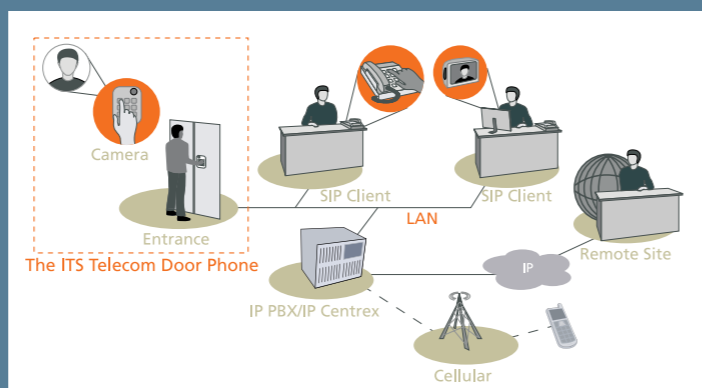 Camera
SIP Client
SIP Client
LAN
Entrance
Remote Site
The ITS Telecom Door Phone
IP
IP PBX/IP Centrex
Cellular